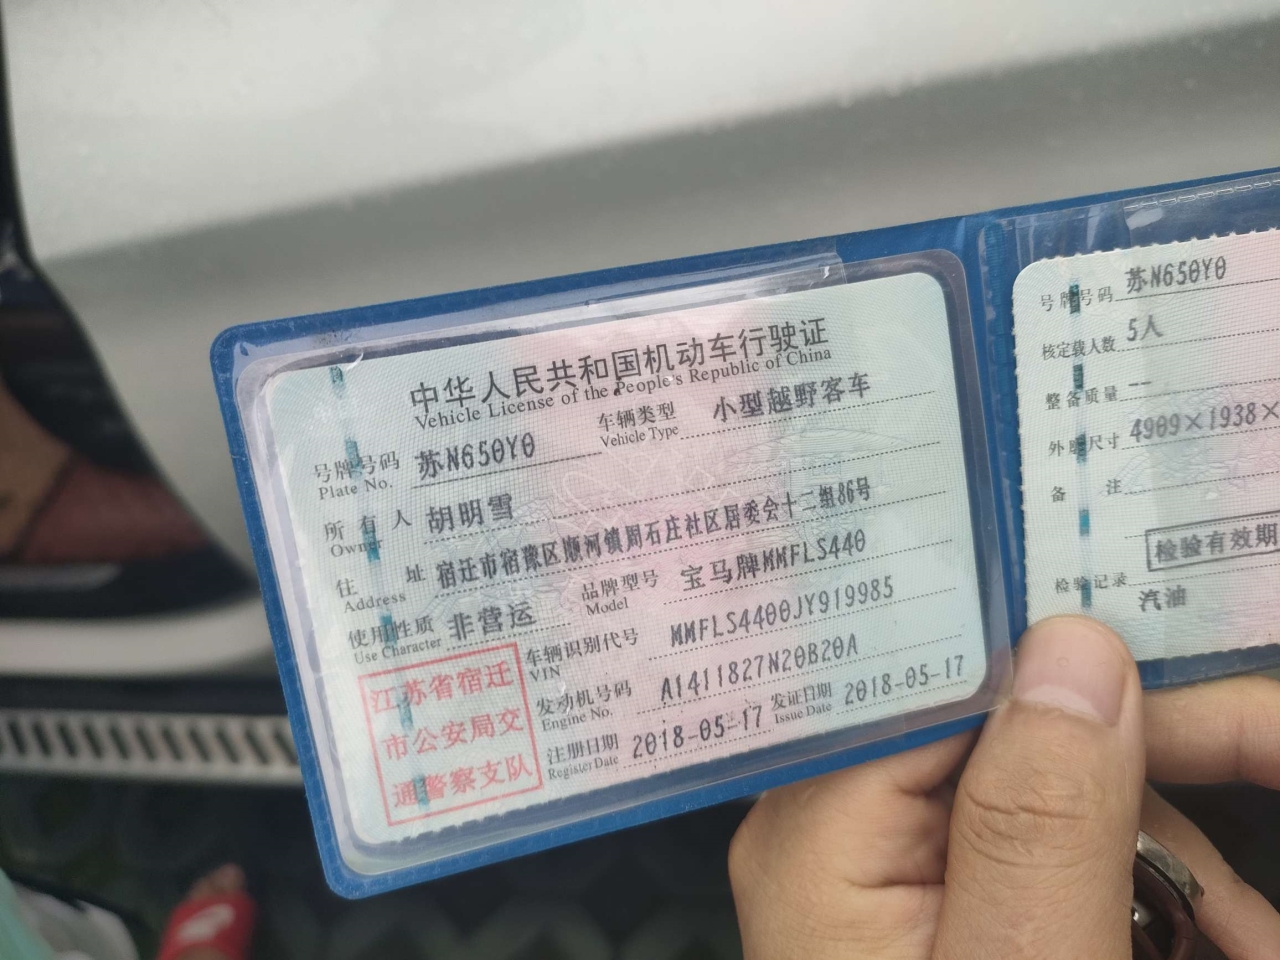 中华人民共和国机动车行驶证
Vehicle License of the People's Republic of China
号牌号码 苏N650Y0 车辆类型 小型越野客车
Plate No. Vehicle Type
所有人 胡明雪
Owner
住址 宿迁市宿豫区顺河镇周石庄社区居委会十二组86号
Address
使用性质 非营运 品牌型号 宝马牌MMFLS440
Use Character Model
车辆识别代号 MMFLS4400JY919985
VIN
发动机号码 A1411827N20B20A
Engine No.
注册日期 2018-05-17 发证日期 2018-05-17
Register Date Issue Date
江苏省宿迁
市公安局交
通警察支队
号牌号码 苏N650Y0
核定载人数 5人
整备质量 --
外廓尺寸 4909×1938×
备注
检验有效期
检验记录
汽油